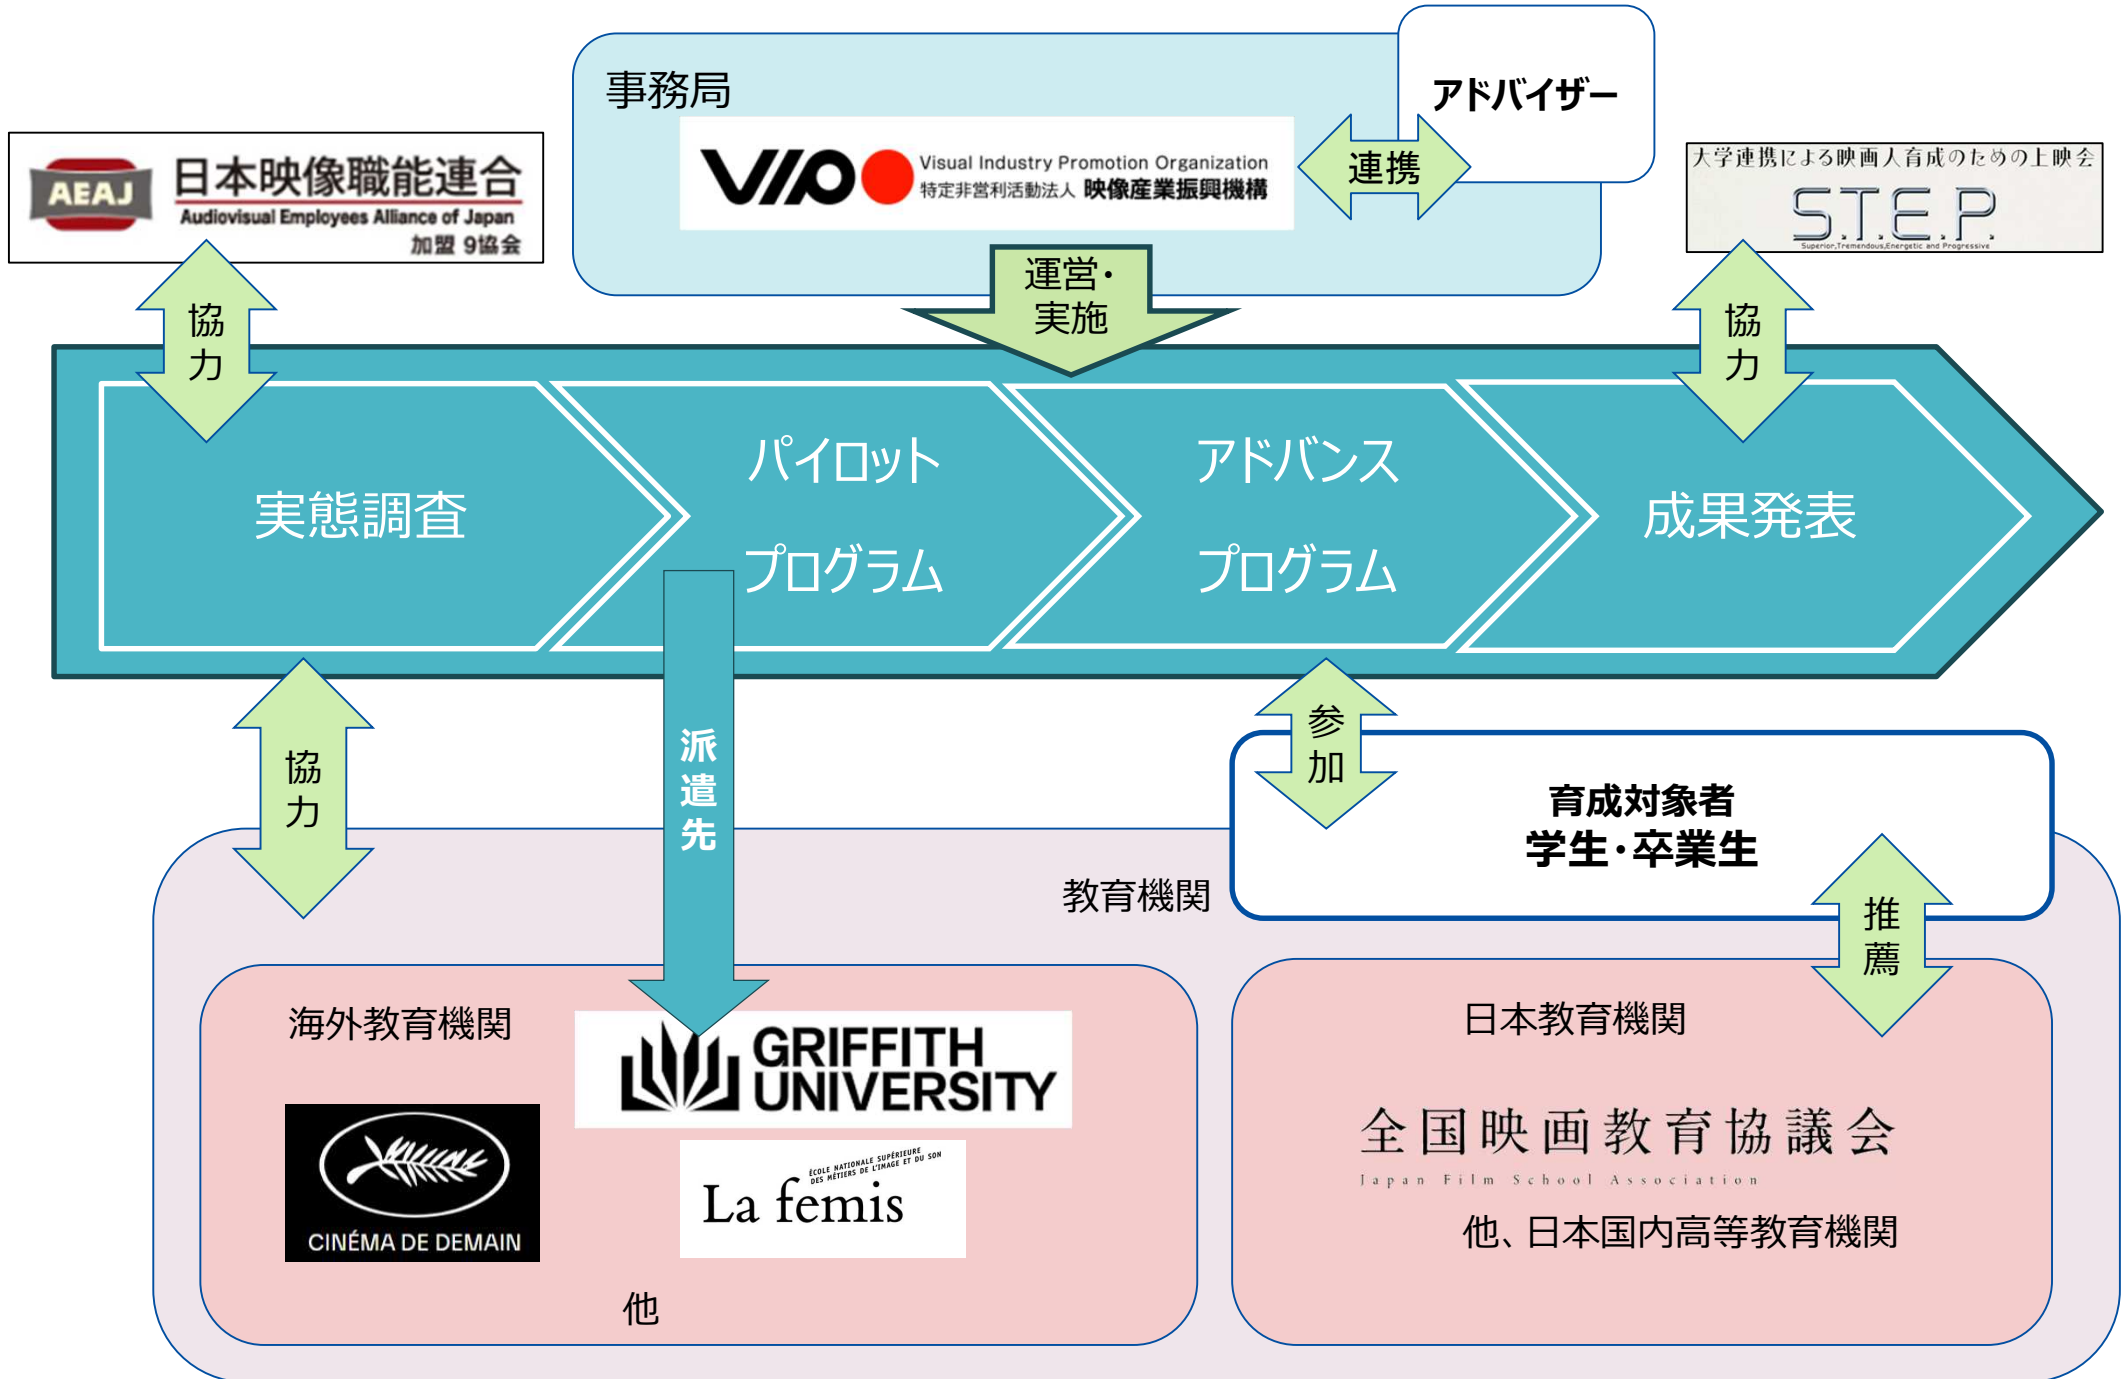 事務局
アドバイザー
VIPO
Visual Industry Promotion Organization
特定非営利活動法人 映像産業振興機構
連携
AEAJ
日本映像職能連合
Audiovisual Employees Alliance of Japan
加盟 9協会
大学連携による映画人育成のための上映会
S.T.E.P.
Superior,Tremendous,Energetic and Progressive
運営・
実施
協
力
協
力
実態調査
パイロット
プログラム
アドバンス
プログラム
成果発表
協
力
派
遣
先
参
加
育成対象者
学生・卒業生
教育機関
推
薦
海外教育機関
GRIFFITH
UNIVERSITY
CINÉMA DE DEMAIN
ÉCOLE NATIONALE SUPÉRIEURE
DES MÉTIERS DE L'IMAGE ET DU SON
La femis
他
日本教育機関
全国映画教育協議会
Japan Film School Association
他、日本国内高等教育機関